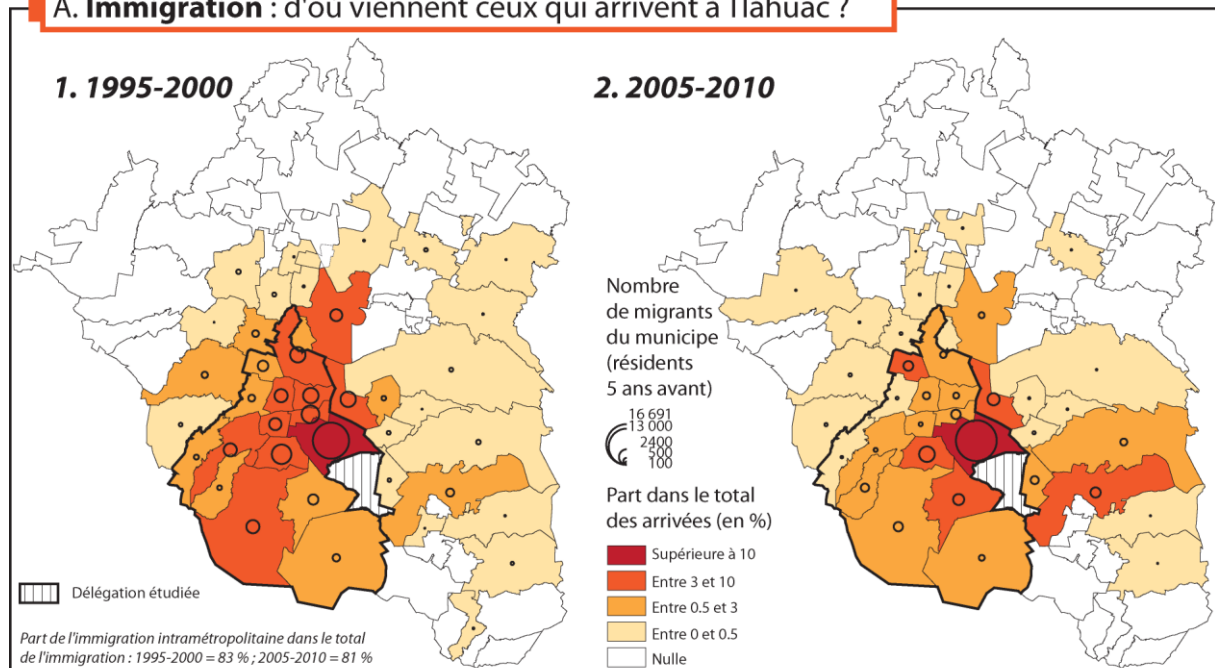 A. Immigration : d'où viennent ceux qui arrivent à Tlahuac ?
1. 1995-2000
2. 2005-2010
Nombre
de migrants
du municipe
(résidents
5 ans avant)
16 691
13 000
2400
500
100
Part dans le total
des arrivées (en %)
Supérieure à 10
Entre 3 et 10
Entre 0.5 et 3
Entre 0 et 0.5
Nulle
Délégation étudiée
Part de l'immigration intramétropolitaine dans le total
de l'immigration : 1995-2000 = 83 % ; 2005-2010 = 81 %